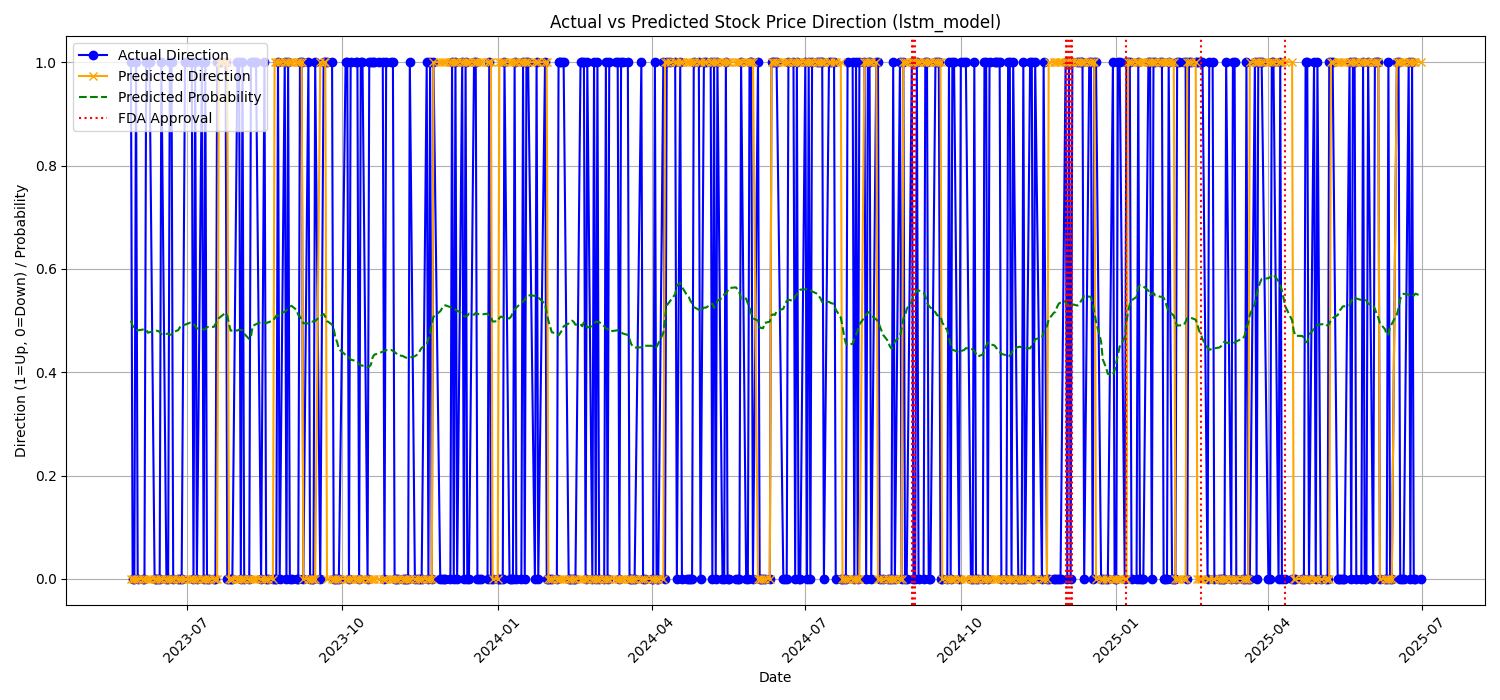 Actual vs Predicted Stock Price Direction (lstm_model)
Actual Direction
Predicted Direction
Predicted Probability
FDA Approval
Direction (1=Up, 0=Down) / Probability
1.0
0.8
0.6
0.4
0.2
0.0
2023-07
2023-10
2024-01
2024-04
2024-07
2024-10
2025-01
2025-04
2025-07
Date